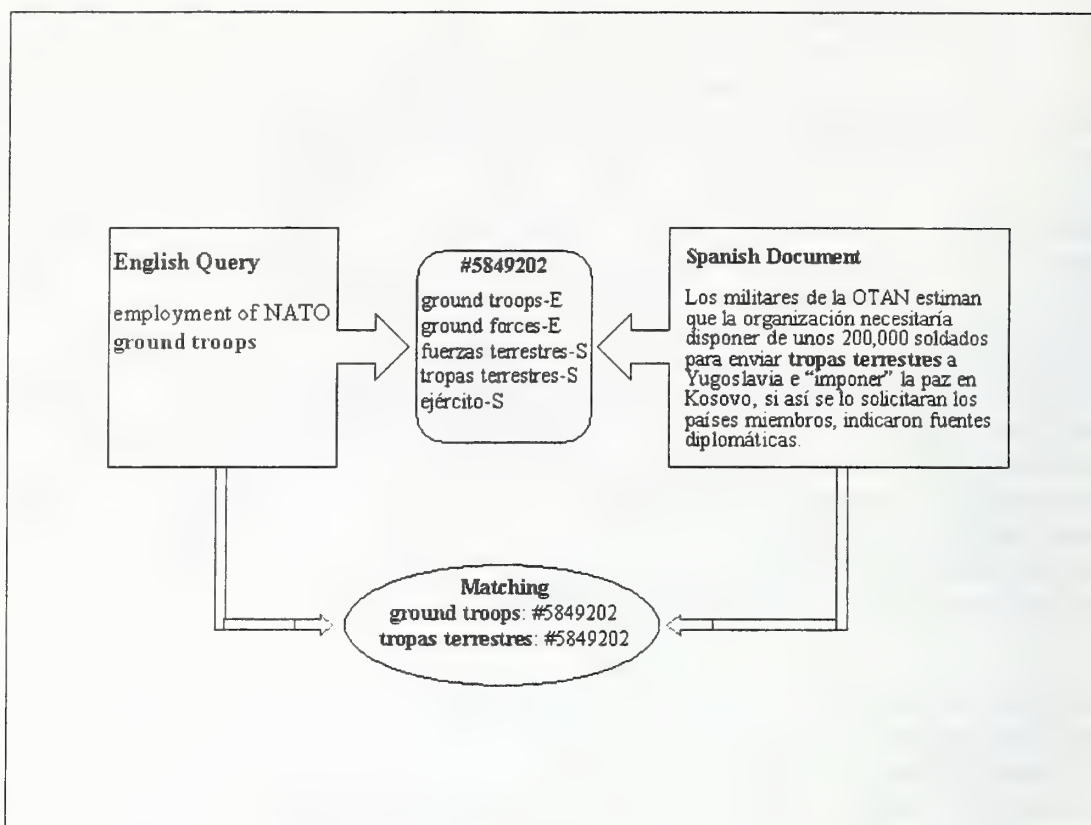 English Query
employment of NATO
ground troops
#5849202
ground troops-E
ground forces-E
fuerzas terrestres-S
tropas terrestres-S
ejército-S
Spanish Document
Los militares de la OTAN estiman
que la organización necesitaría
disponer de unos 200,000 soldados
para enviar tropas terrestres a
Yugoslavia e “imponer” la paz en
Kosovo, si así se lo solicitaran los
países miembros, indicaron fuentes
diplomáticas.
Matching
ground troops: #5849202
tropas terrestres: #5849202